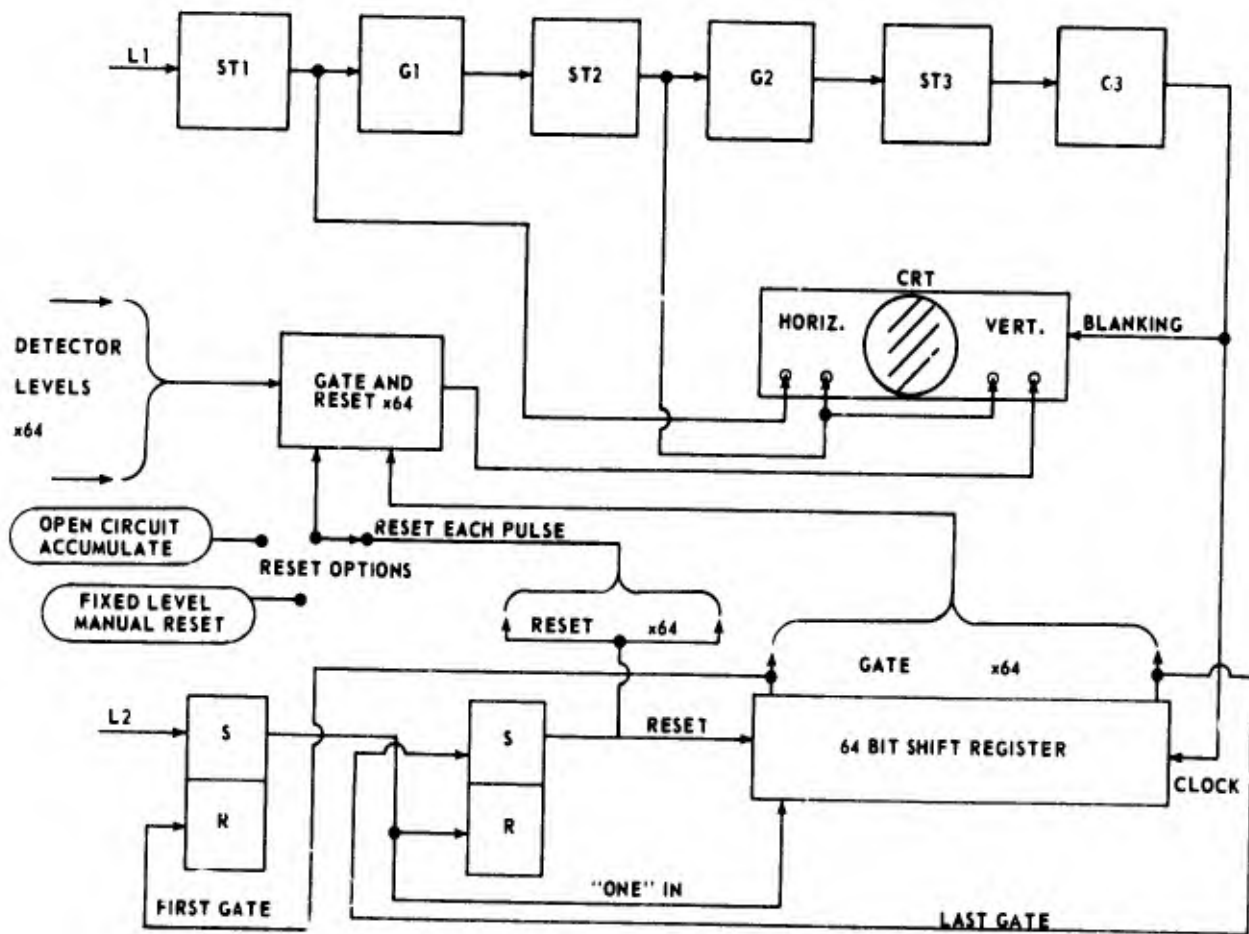 L1
ST1
G1
ST2
G2
ST3
C3
CRT
HORIZ.
VERT.
BLANKING
DETECTOR
LEVELS
x64
GATE AND
RESET x64
OPEN CIRCUIT
ACCUMULATE
RESET EACH PULSE
RESET OPTIONS
FIXED LEVEL
MANUAL RESET
RESET x64
GATE x64
L2
S
R
S
R
RESET
64 BIT SHIFT REGISTER
CLOCK
"ONE" IN
FIRST GATE
LAST GATE